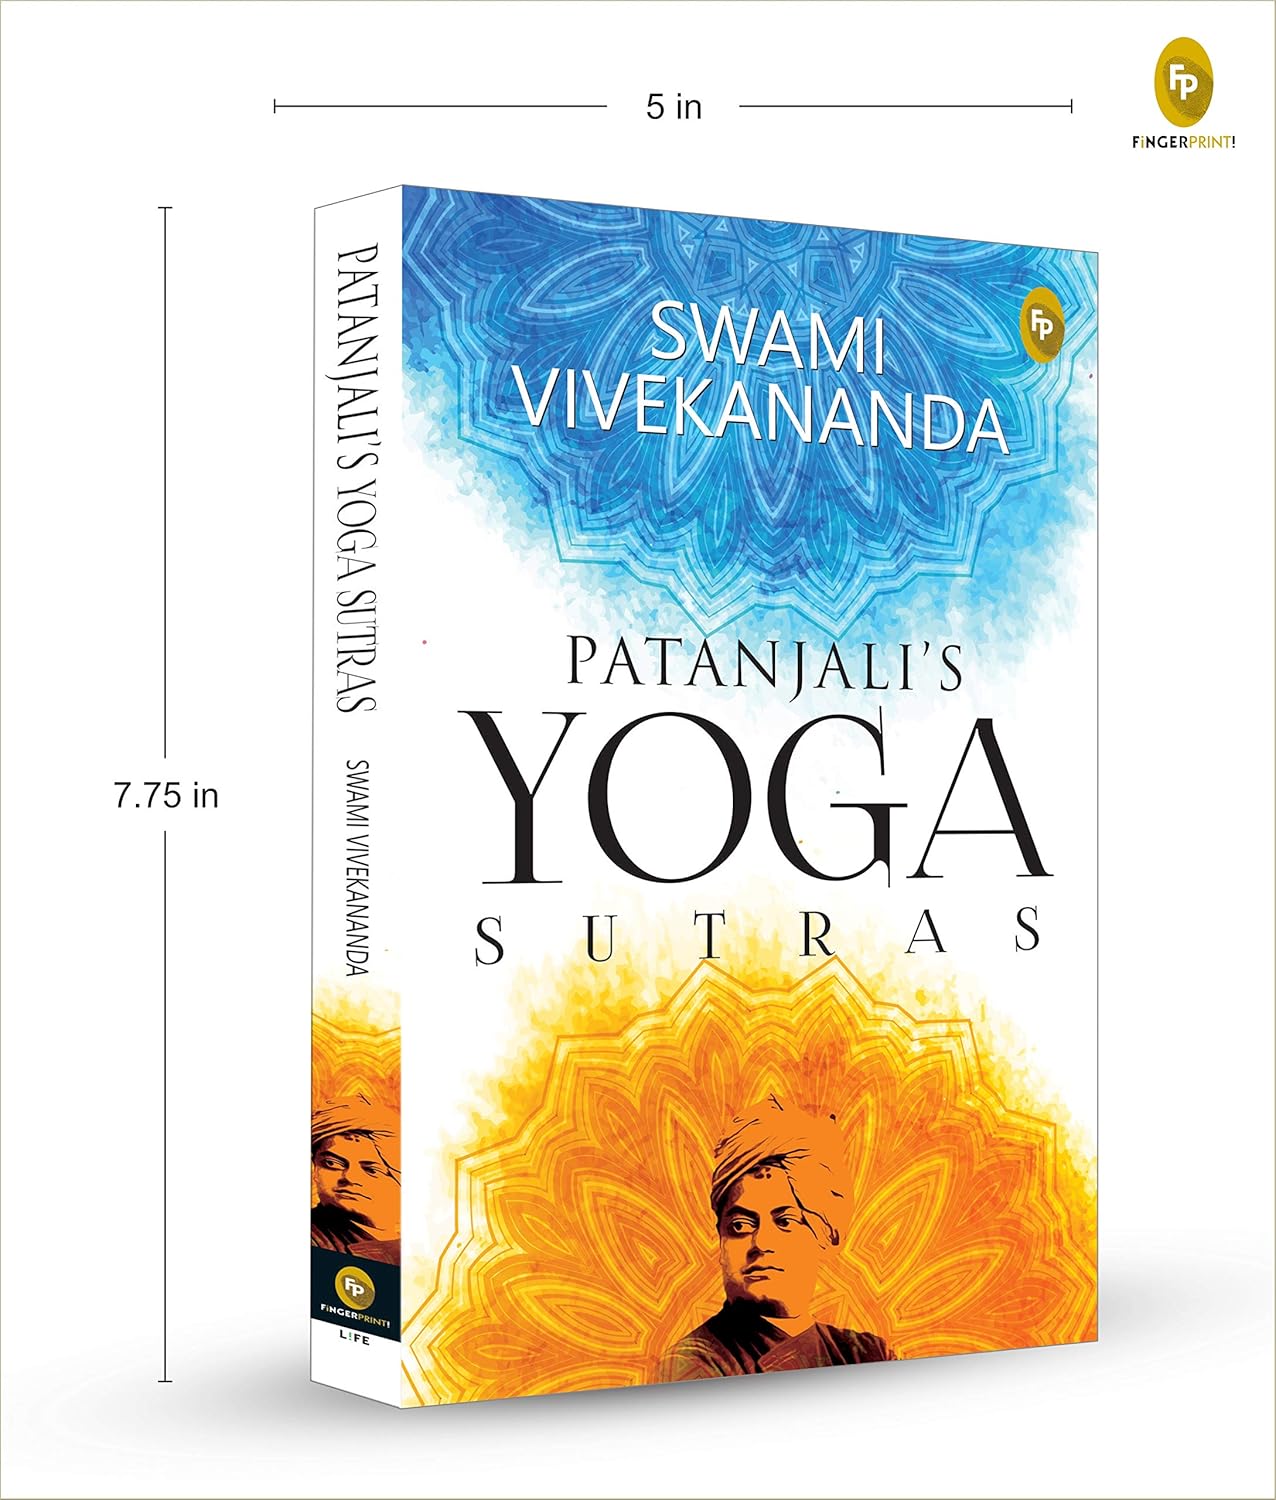 5 in
FP
FiNGERPRINT!
7.75 in
PATANJALI'S YOGA SUTRAS
SWAMI VIVEKANANDA
FP
FiNGERPRINT!
L!FE
SWAMI
VIVEKANANDA
FP
PATANJALI'S
YOGA
SUTRAS